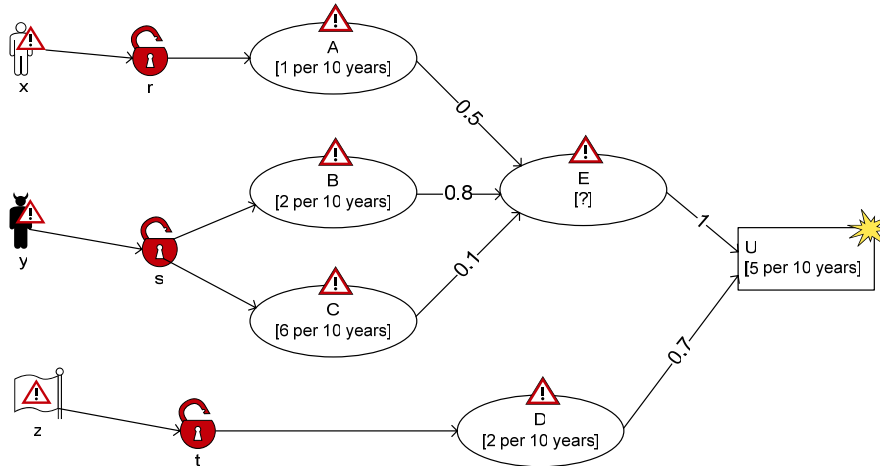 x
r
A
[1 per 10 years]
0.5
B
[2 per 10 years]
0.8
E
[?]
y
s
C
[6 per 10 years]
0.1
1
U
[5 per 10 years]
0.7
z
t
D
[2 per 10 years]